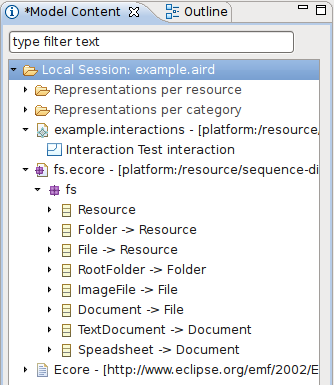 *Model Content
Outline
type filter text
Local Session: example.aird
Representations per resource
Representations per category
example.interactions - [platform:/resource,
Interaction Test interaction
fs.ecore - [platform:/resource/sequence-di
fs
Resource
Folder -> Resource
File -> Resource
RootFolder -> Folder
ImageFile -> File
Document -> File
TextDocument -> Document
Speadsheet -> Document
Ecore - [http://www.eclipse.org/emf/2002/E